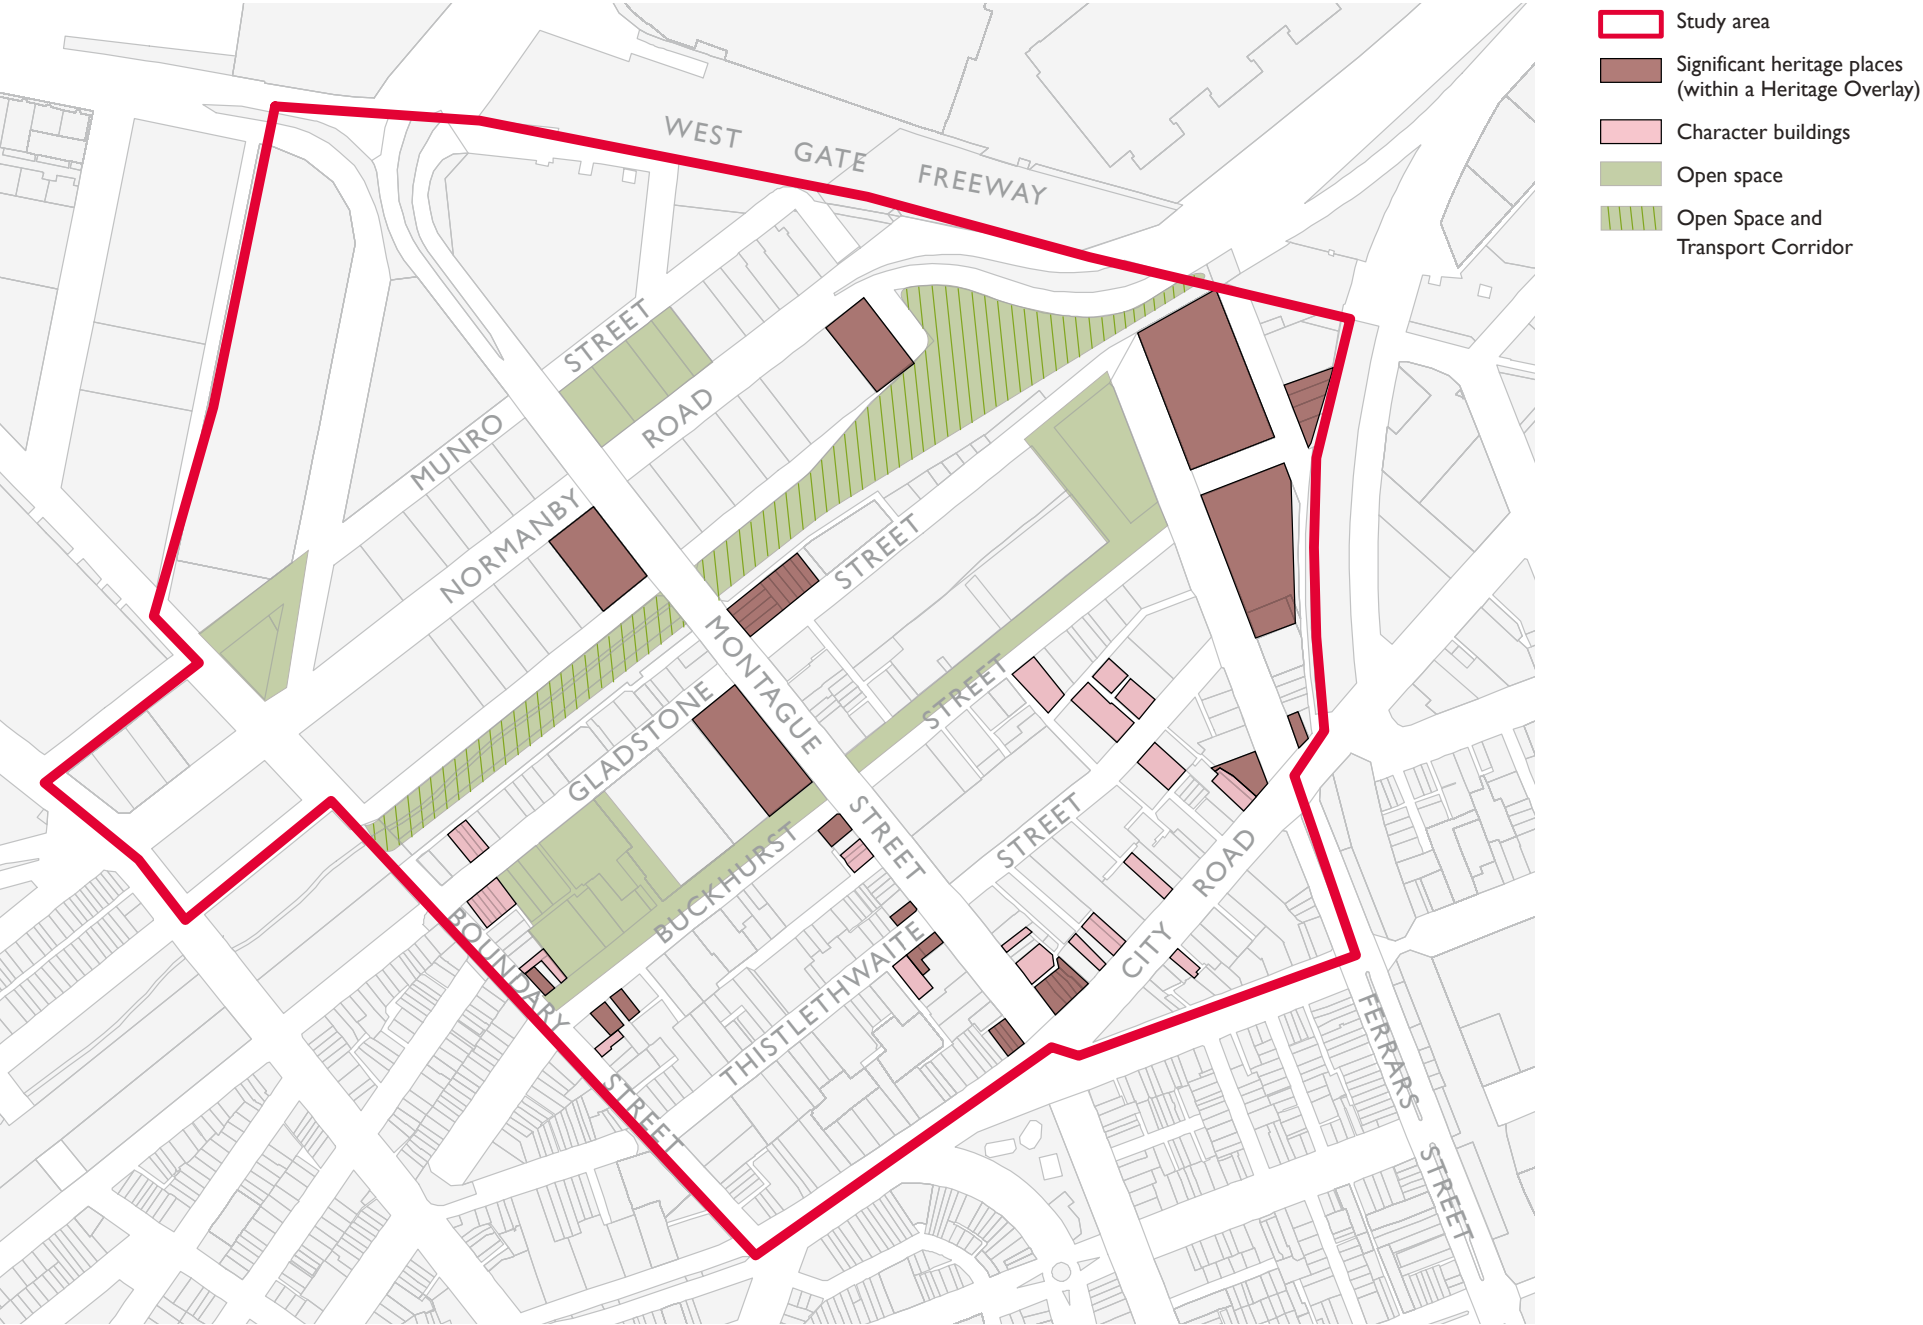 Study area
Significant heritage places
(within a Heritage Overlay)
Character buildings
Open space
Open Space and
Transport Corridor
WEST GATE FREEWAY
MUNRO STREET
NORMANBY ROAD
GLADSTONE STREET
MONTAGUE STREET
BUCKHURST STREET
THISTLETHWAITE STREET
BOUNDARY STREET
CITY ROAD
FERRARS STREET